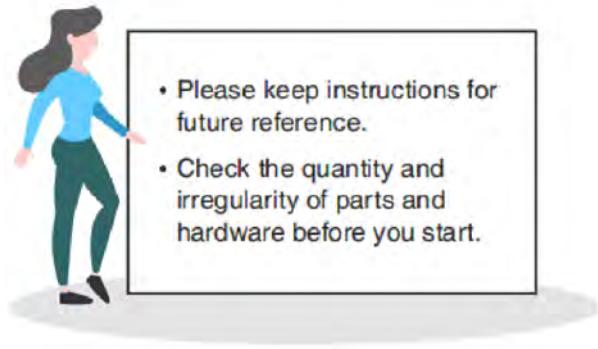 • Please keep instructions for
future reference.
• Check the quantity and
irregularity of parts and
hardware before you start.